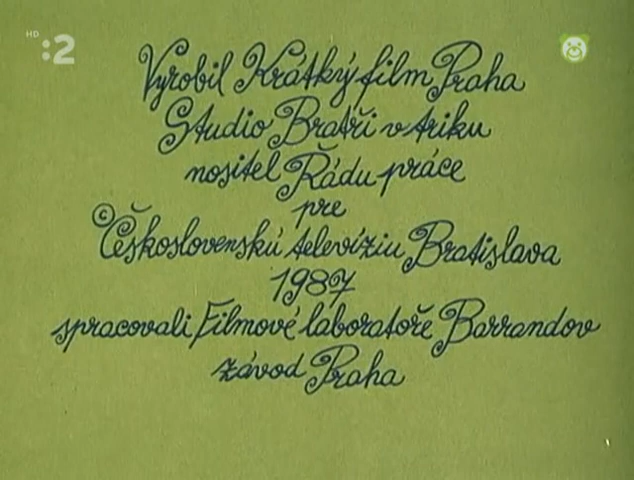 HD :2
Vyrobil Krátký film Praha
Studio Bratři v triku
nositel Řádu práce
pre
© Československú televíziu Bratislava
1987
spracovali Filmové laboratoře Barrandov
závod Praha